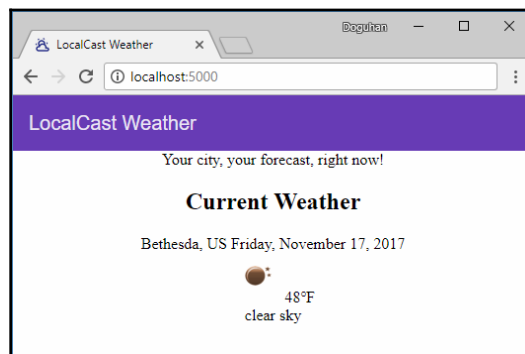 Doguhan
LocalCast Weather
localhost:5000
LocalCast Weather
Your city, your forecast, right now!
Current Weather
Bethesda, US Friday, November 17, 2017
48°F
clear sky